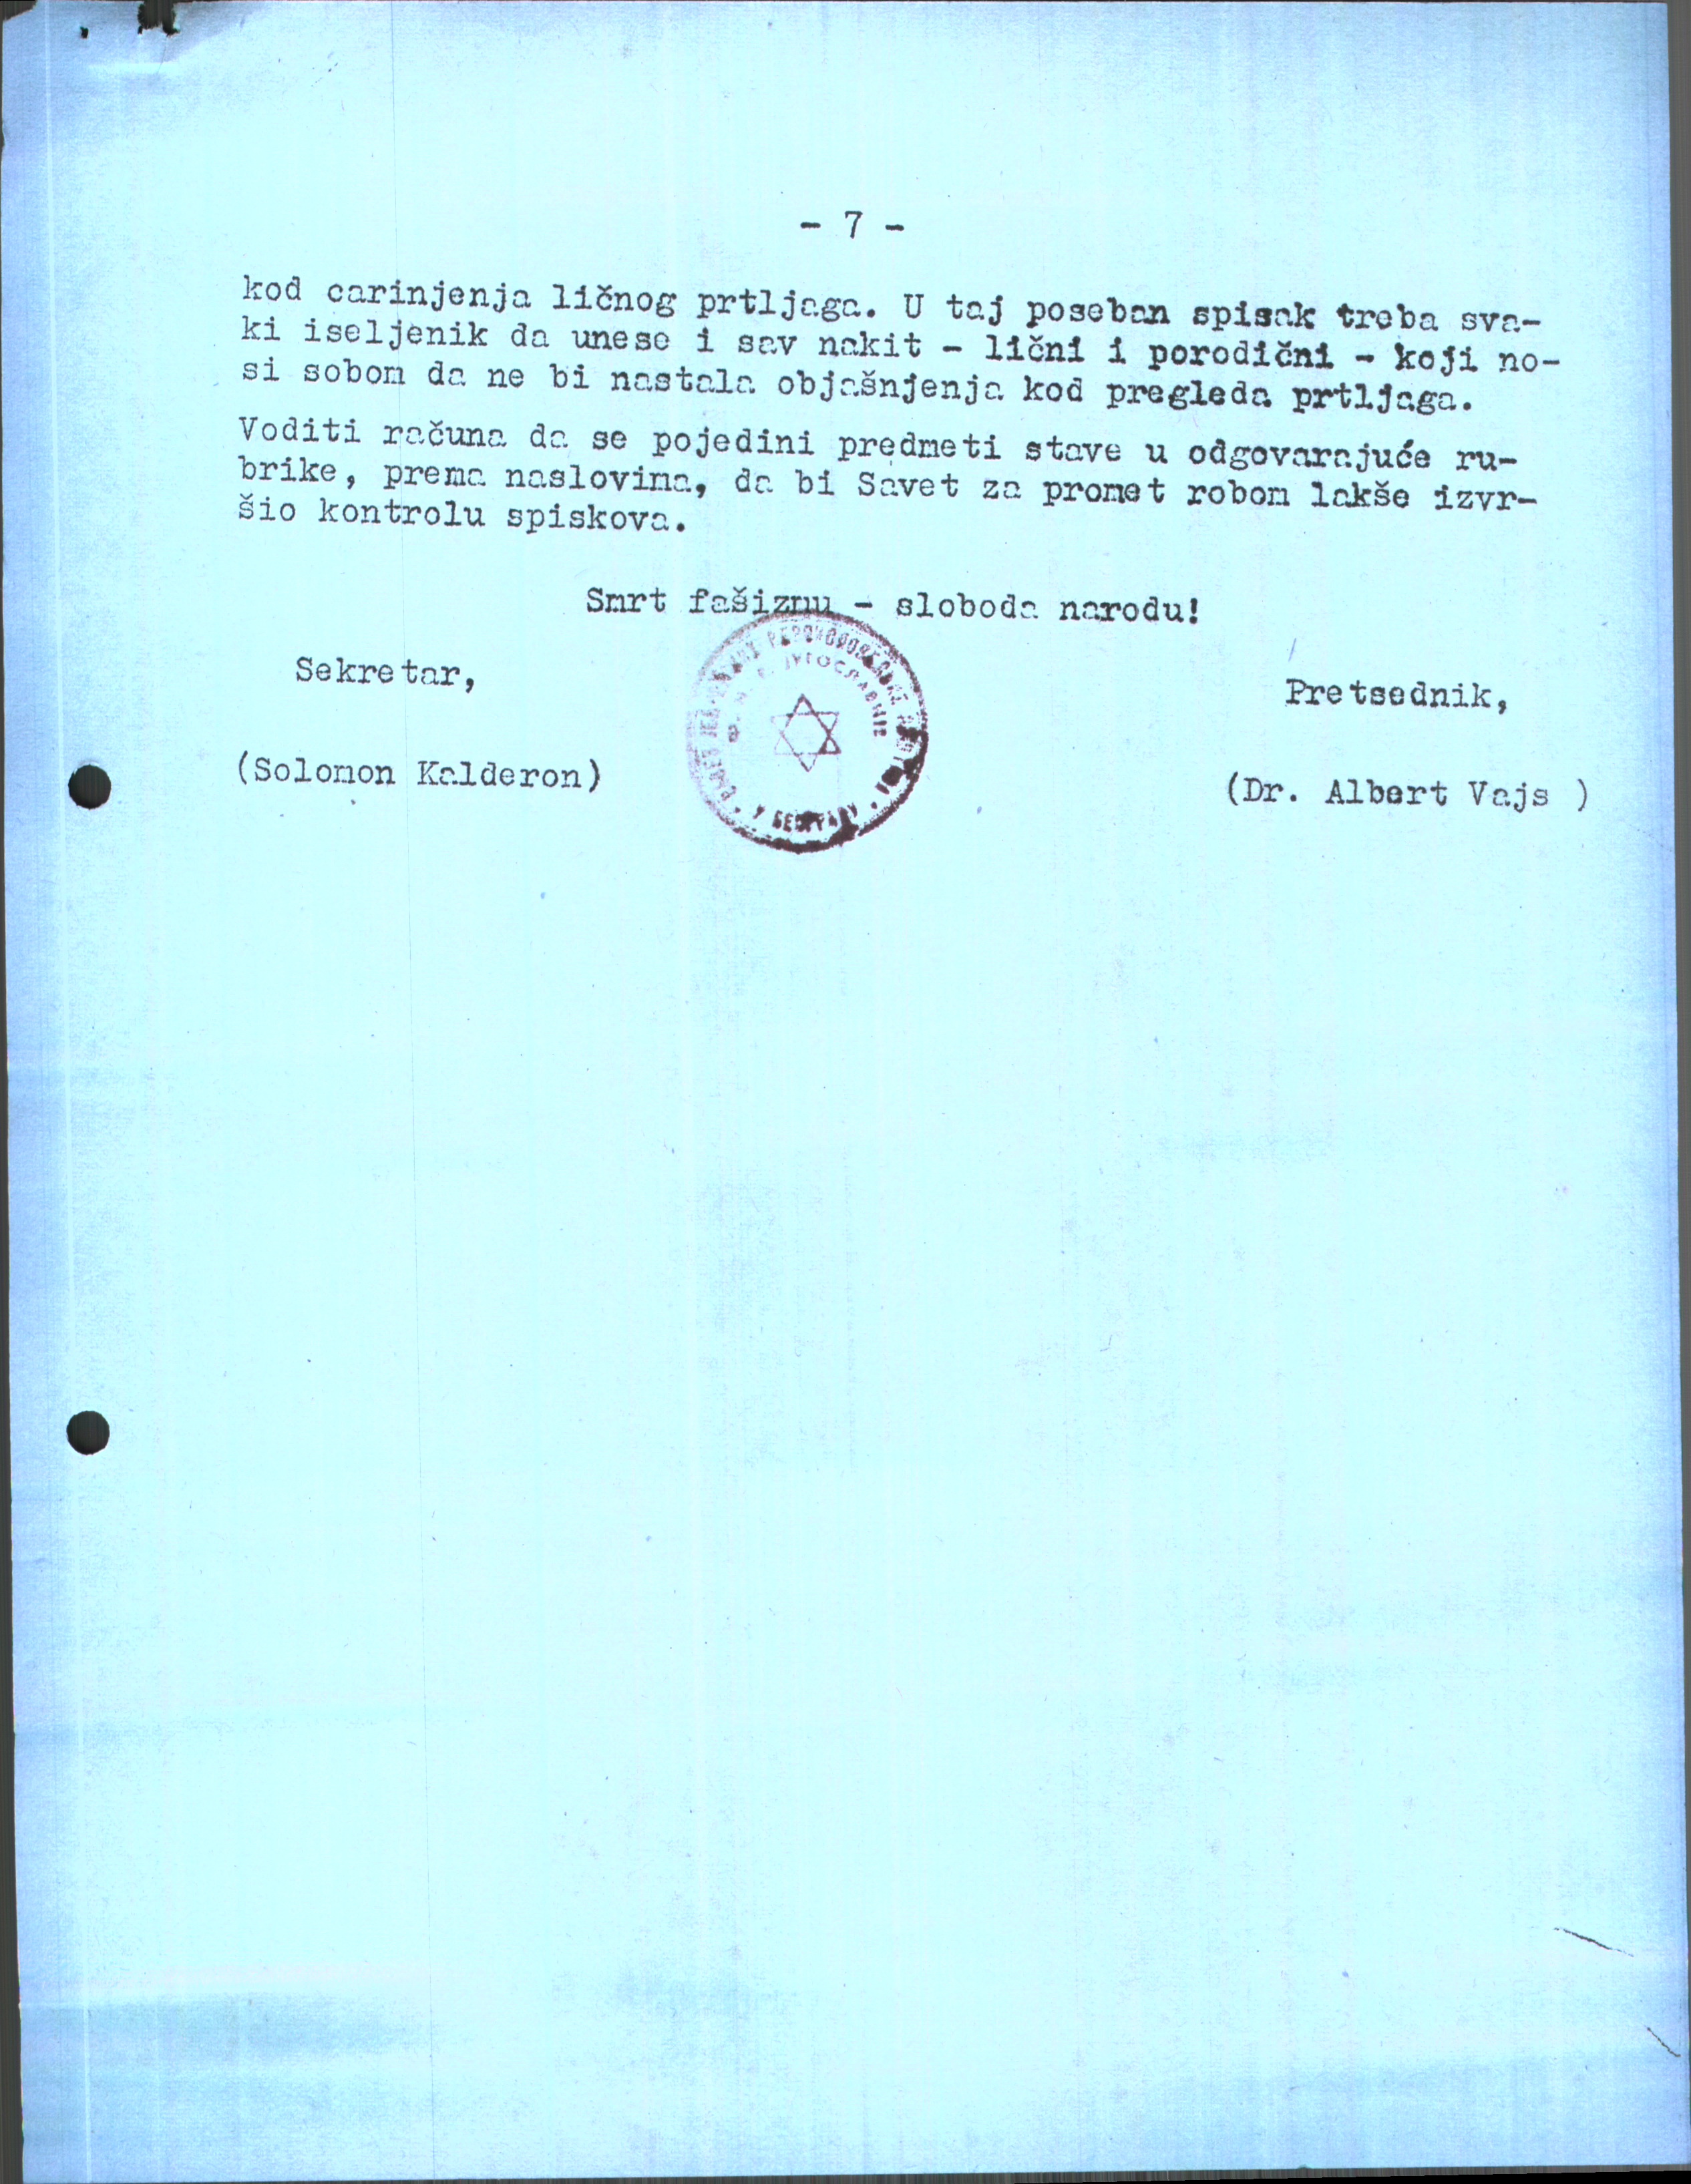 - 7 -
kod carinjenja ličnog prtljaga. U taj poseban spisak treba sva-
ki iseljenik da unese i sav nakit - lični i porodični - koji no-
si sobom da ne bi nastala objašnjenja kod pregleda prtljaga.
Voditi računa da se pojedini predmeti stave u odgovarajuće ru-
brike, prema naslovima, da bi Savet za promet robom lakše izvr-
šio kontrolu spiskova.
Smrt fašizmu - sloboda narodu!
Sekretar,
Pretsednik,
(Solomon Kalderon)
(Dr. Albert Vajs )
ЈУГОСЛАВИЈЕ
У БЕОГРАДУ